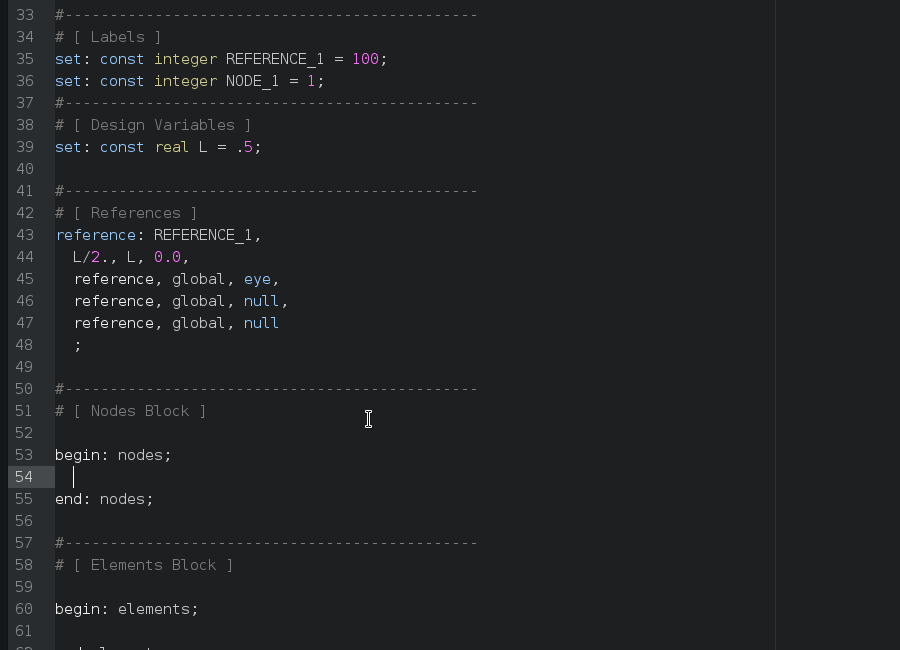 33 #----------------------------------------------
34 # [ Labels ]
35 set: const integer REFERENCE_1 = 100;
36 set: const integer NODE_1 = 1;
37 #----------------------------------------------
38 # [ Design Variables ]
39 set: const real L = .5;
40
41 #----------------------------------------------
42 # [ References ]
43 reference: REFERENCE_1,
44   L/2., L, 0.0,
45   reference, global, eye,
46   reference, global, null,
47   reference, global, null
48   ;
49
50 #----------------------------------------------
51 # [ Nodes Block ]
52
53 begin: nodes;
54
55 end: nodes;
56
57 #----------------------------------------------
58 # [ Elements Block ]
59
60 begin: elements;
61